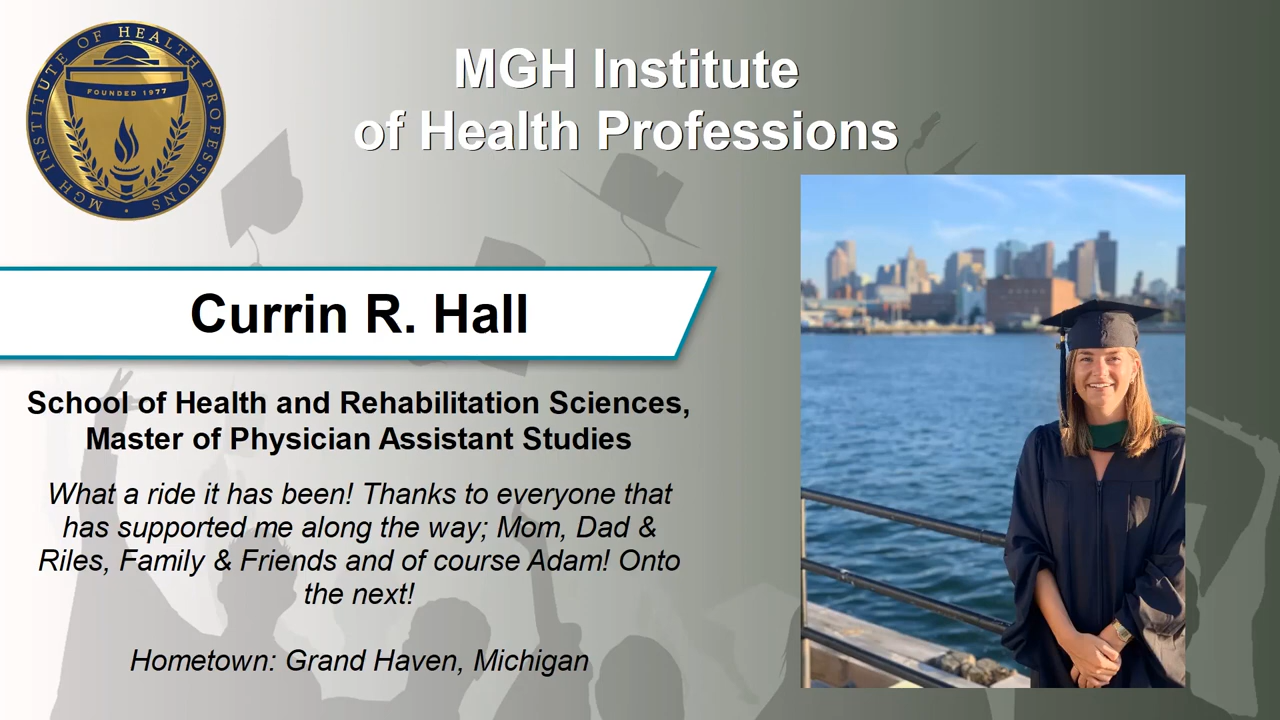 MGH INSTITUTE OF HEALTH PROFESSIONS
FOUNDED 1977
MGH Institute
of Health Professions
Currin R. Hall
School of Health and Rehabilitation Sciences,
Master of Physician Assistant Studies
What a ride it has been! Thanks to everyone that
has supported me along the way; Mom, Dad &
Riles, Family & Friends and of course Adam! Onto
the next!
Hometown: Grand Haven, Michigan